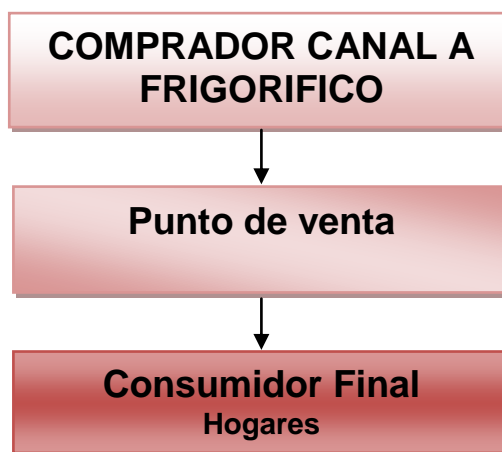 COMPRADOR CANAL A
FRIGORIFICO
Punto de venta
Consumidor Final
Hogares